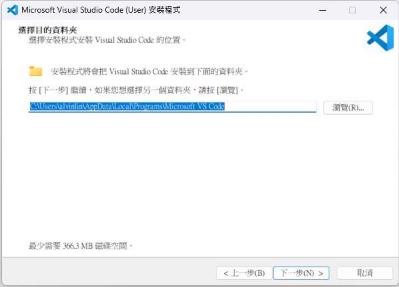 Microsoft Visual Studio Code (User) 安裝程式
選擇目的資料夾
選擇安裝程式安裝 Visual Studio Code 的位置。
安裝程式將會把 Visual Studio Code 安裝到下面的資料夾。
按 [下一步] 繼續，如果您想選擇另一個資料夾，請按 [瀏覽]。
C:\Users\alvinlin\AppData\Local\Programs\Microsoft VS Code
瀏覽(R)...
最少需要 366.3 MB 磁碟空間。
< 上一步(B)
下一步(N) >
取消